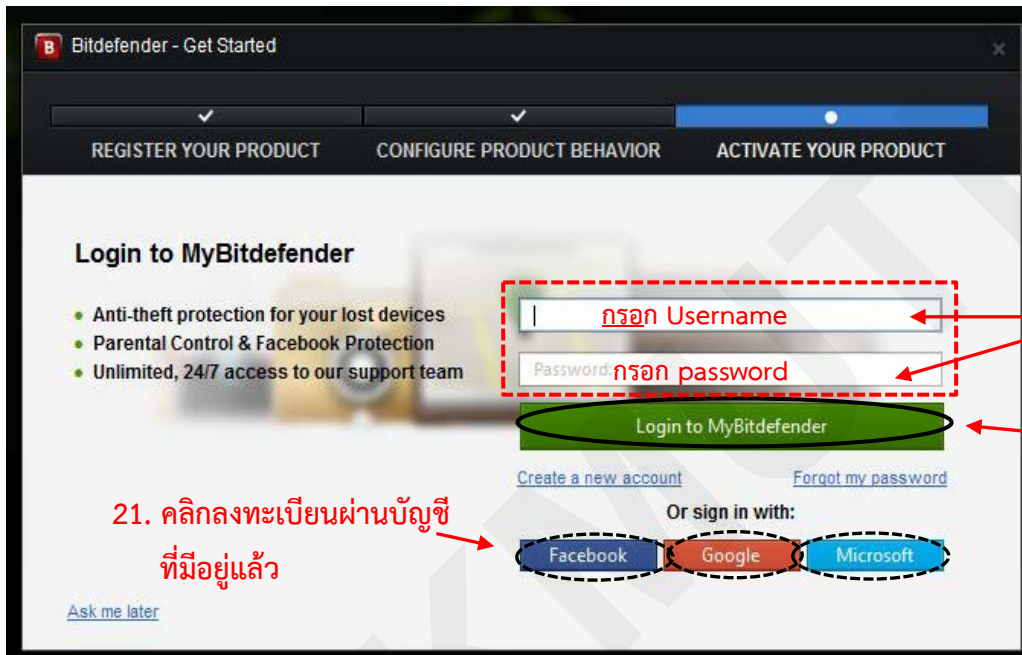 Bitdefender - Get Started
REGISTER YOUR PRODUCT CONFIGURE PRODUCT BEHAVIOR ACTIVATE YOUR PRODUCT
Login to MyBitdefender
• Anti-theft protection for your lost devices
• Parental Control & Facebook Protection
• Unlimited, 24/7 access to our support team
กรอก Username
Password: กรอก password
Login to MyBitdefender
Create a new account Forgot my password
Or sign in with:
Facebook Google Microsoft
21. คลิกลงทะเบียนผ่านบัญชี
ที่มีอยู่แล้ว
Ask me later